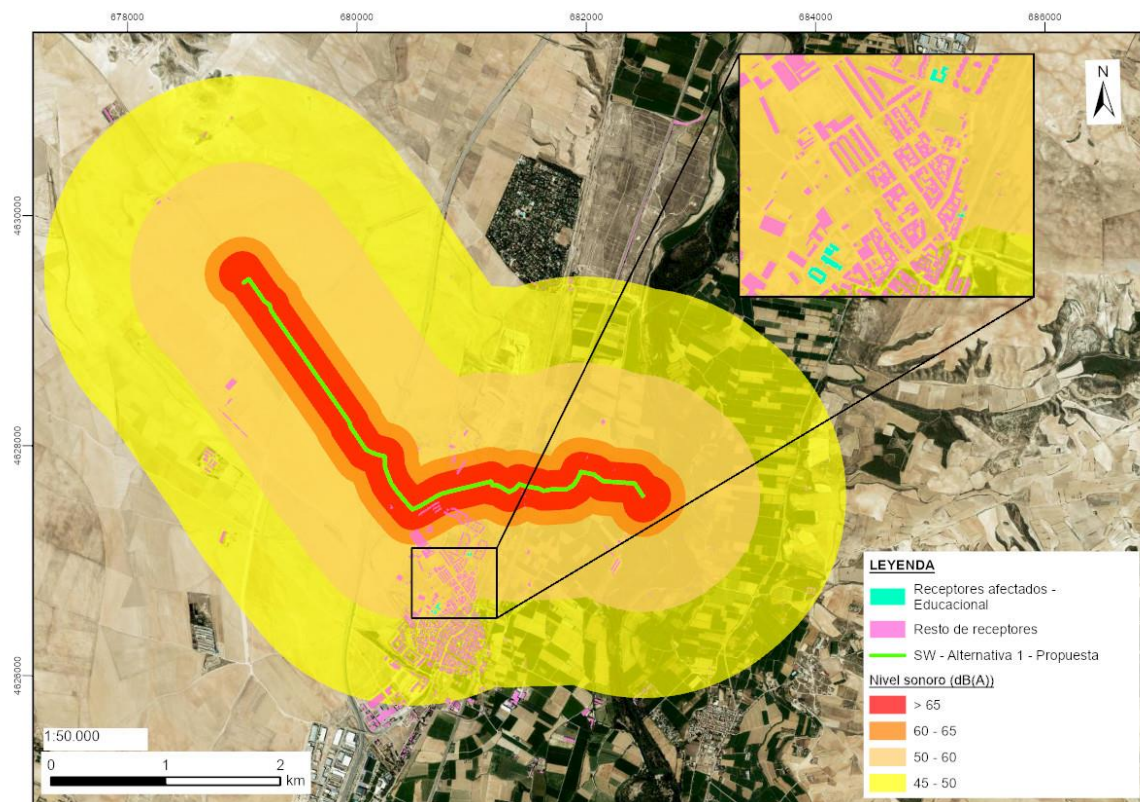 678000
680000
682000
684000
686000
4630000
4628000
4626000
N
LEYENDA
Receptores afectados -
Educacional
Resto de receptores
SW - Alternativa 1 - Propuesta
Nivel sonoro (dB(A))
> 65
60 - 65
50 - 60
45 - 50
1:50.000
0
1
2
km